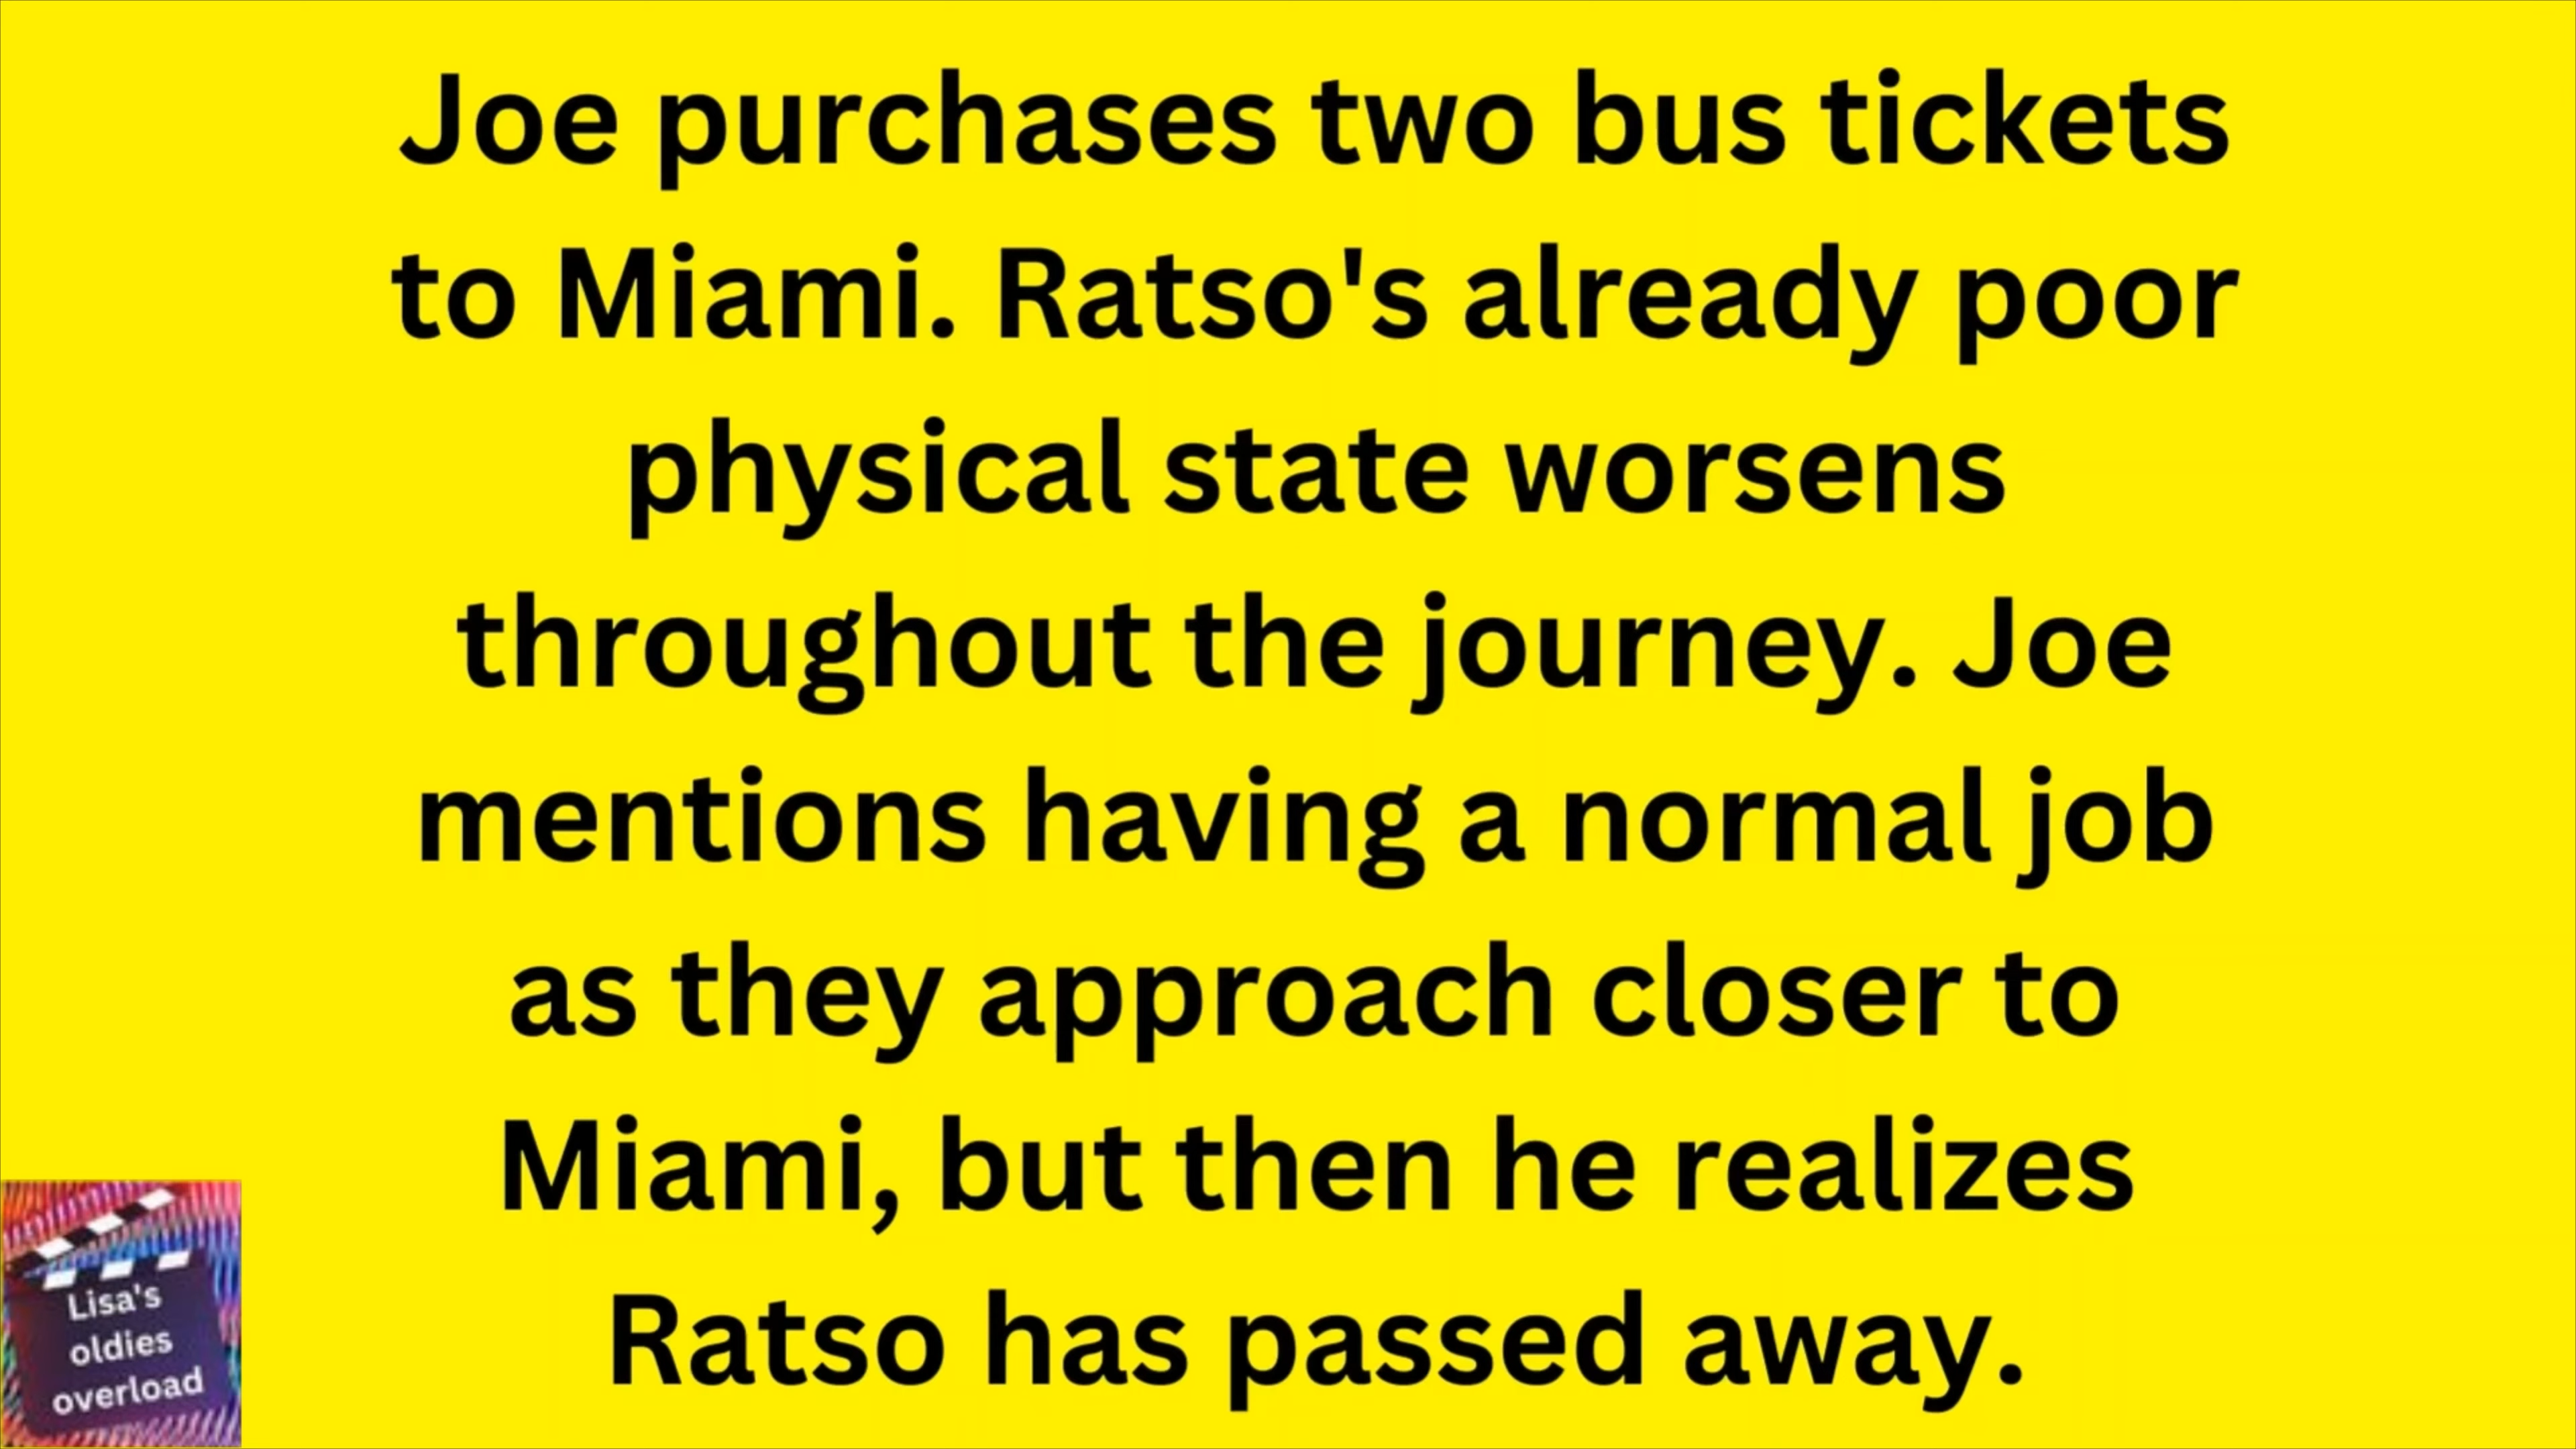 Joe purchases two bus tickets
to Miami. Ratso's already poor
physical state worsens
throughout the journey. Joe
mentions having a normal job
as they approach closer to
Miami, but then he realizes
Ratso has passed away.
Lisa's
oldies
overload